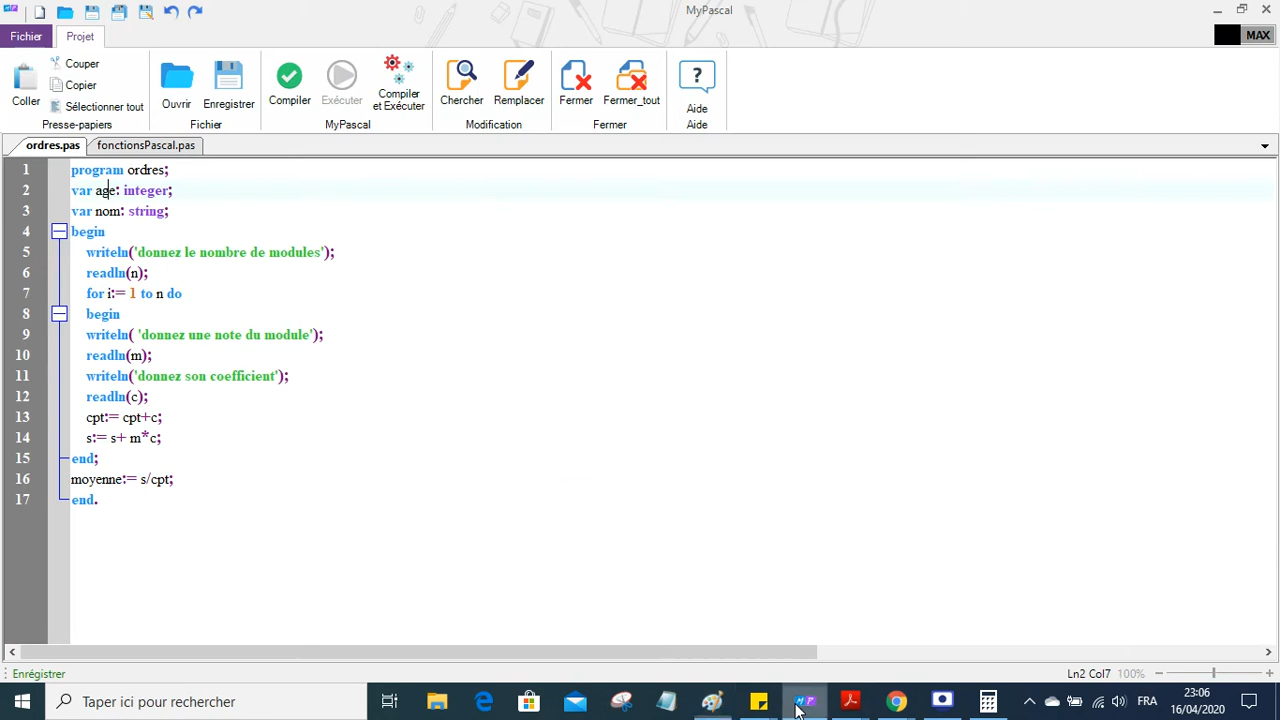 MyPascal
Fichier Projet MAX
Coller
Couper
Copier
Sélectionner tout
Presse-papiers
Ouvrir Enregistrer
Fichier
Compiler Exécuter Compiler et Exécuter
MyPascal
Chercher Remplacer
Modification
Fermer Fermer_tout
Fermer
Aide
Aide
ordres.pas fonctionsPascal.pas
1 program ordres;
2 var age: integer;
3 var nom: string;
4 begin
5 writeln('donnez le nombre de modules');
6 readln(n);
7 for i:= 1 to n do
8 begin
9 writeln( 'donnez une note du module');
10 readln(m);
11 writeln('donnez son coefficient');
12 readln(c);
13 cpt:= cpt+c;
14 s:= s+ m*c;
15 end;
16 moyenne:= s/cpt;
17 end.
Enrégistrer Ln2 Col7 100%
Taper ici pour rechercher FRA 23:06
16/04/2020